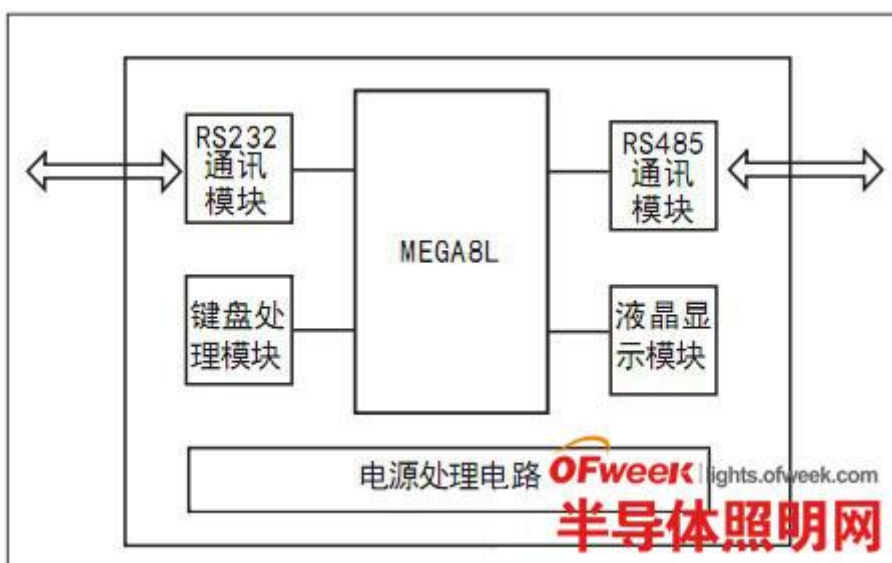 RS232
通讯
模块
RS485
通讯
模块
MEGA8L
键盘处
理模块
液晶显
示模块
电源处理电路
OFweek lights.ofweek.com
半导体照明网